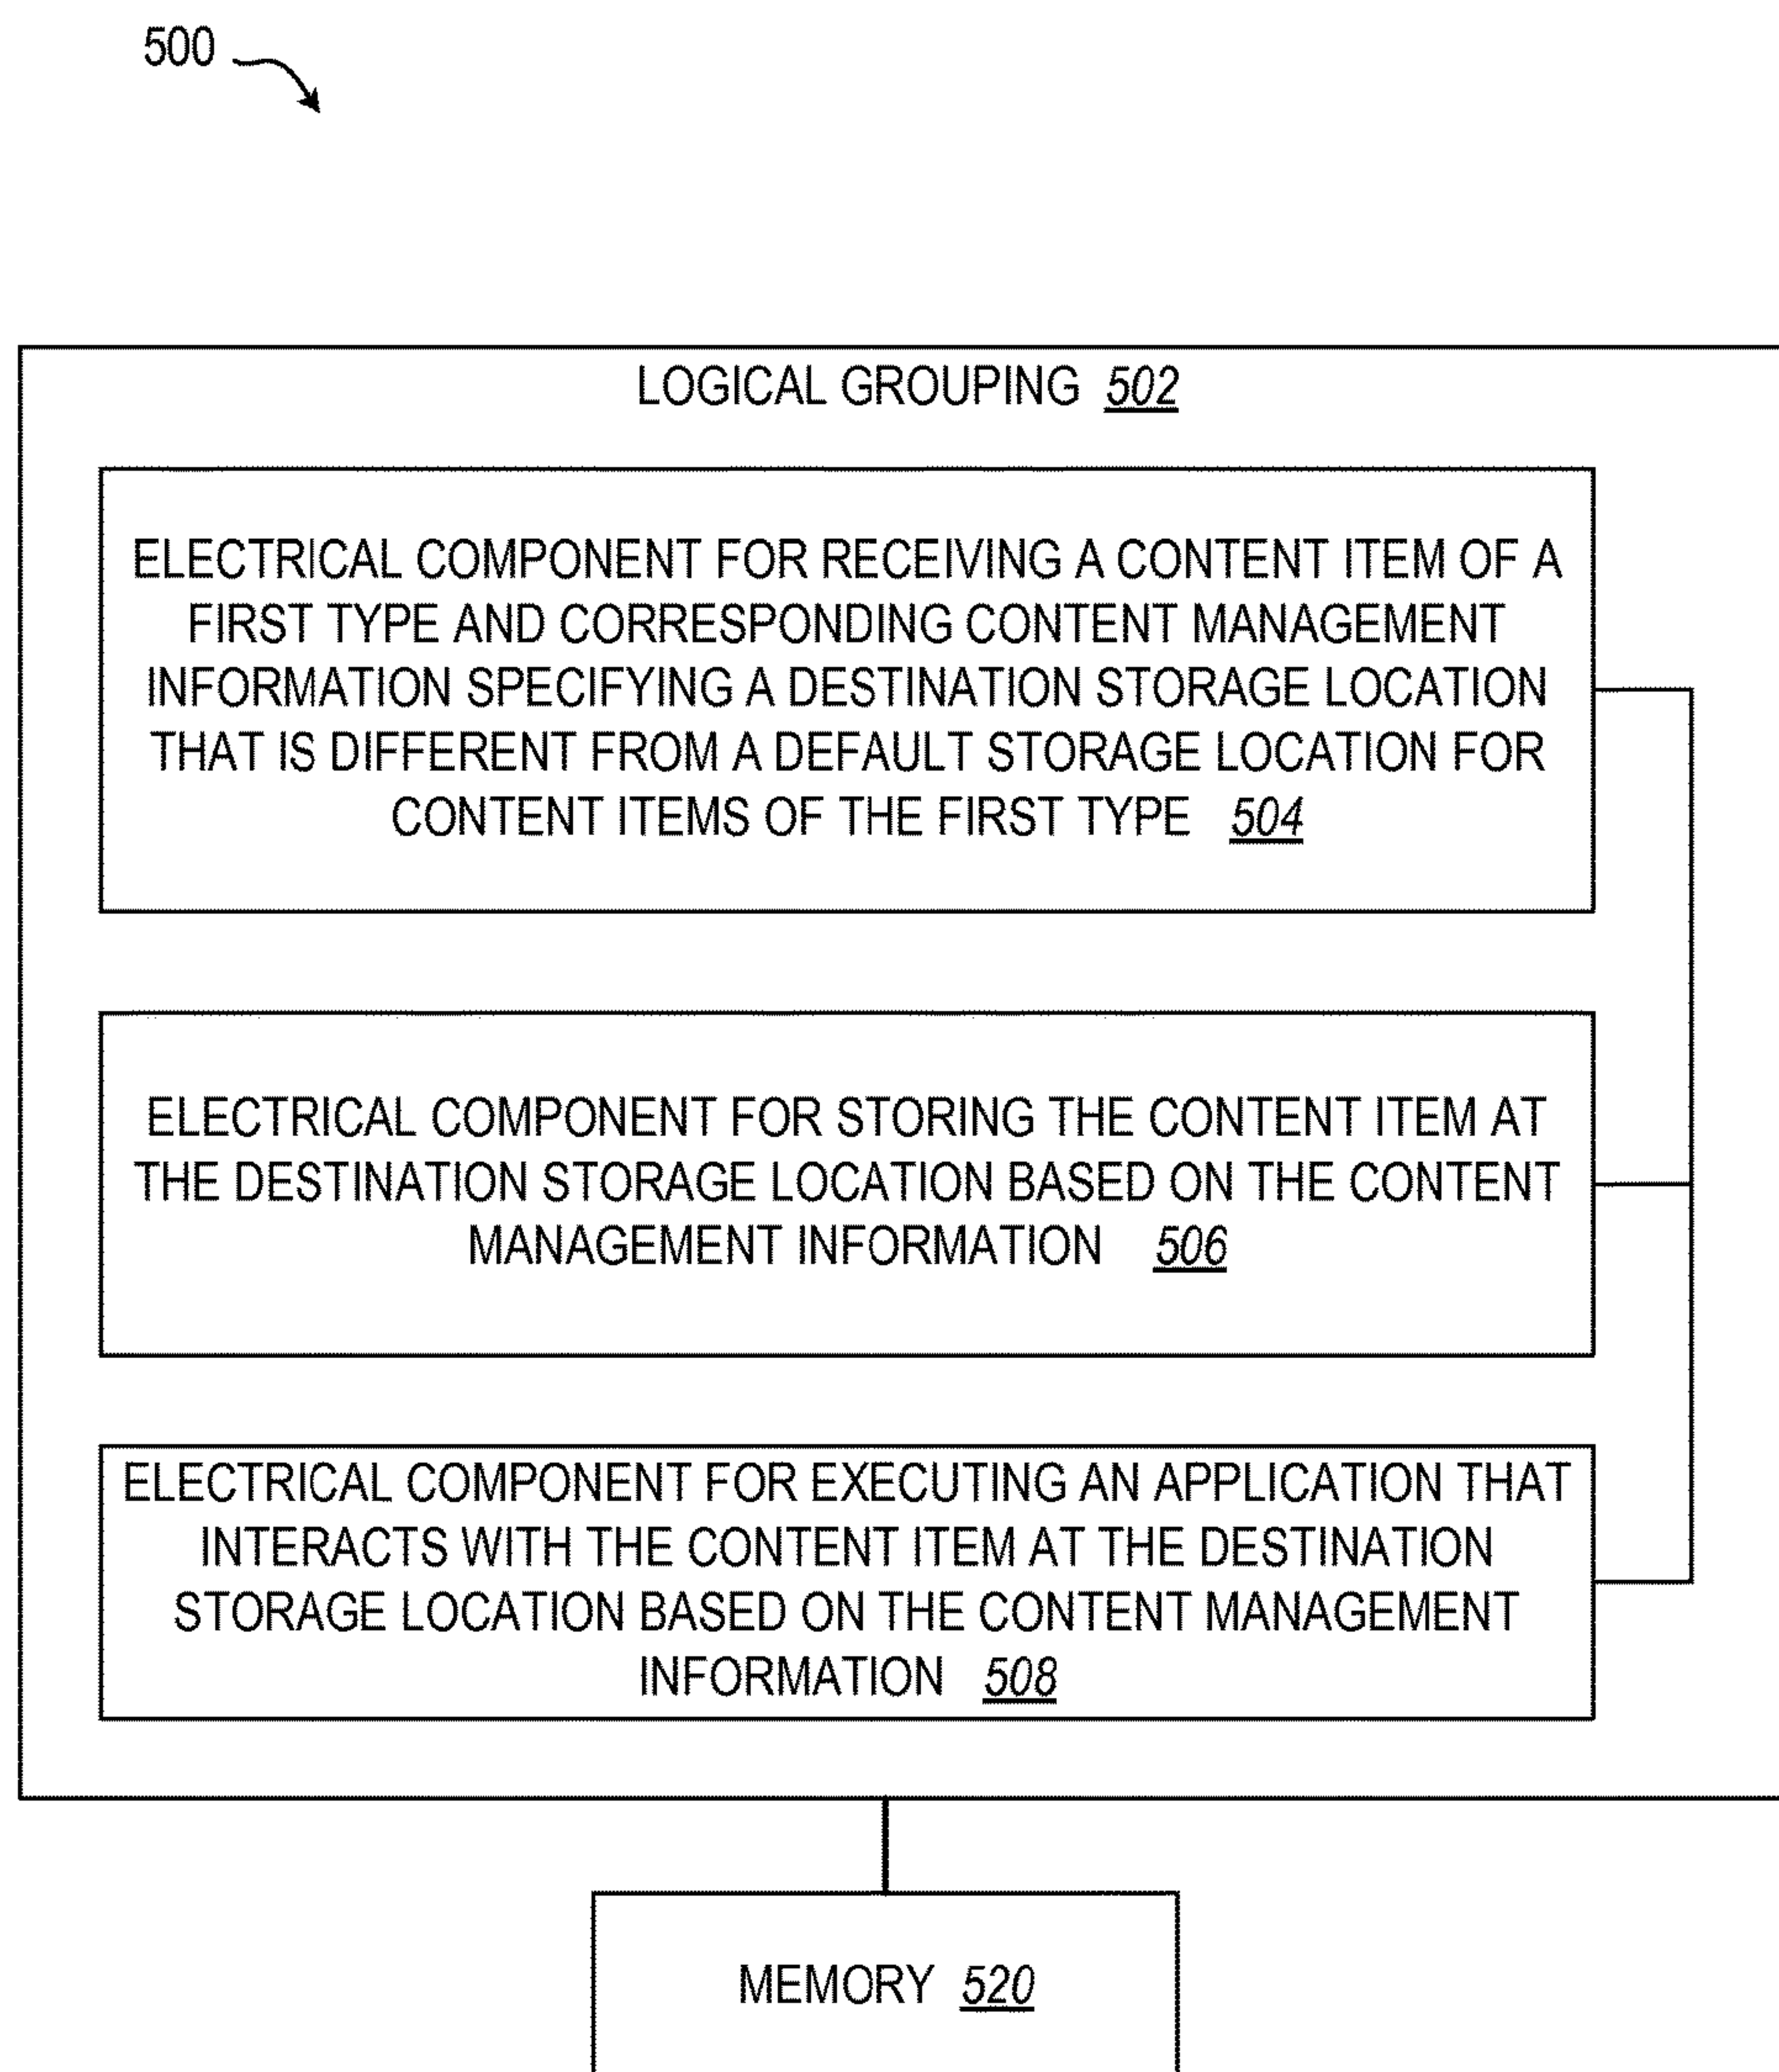 500
LOGICAL GROUPING 502
ELECTRICAL COMPONENT FOR RECEIVING A CONTENT ITEM OF A
FIRST TYPE AND CORRESPONDING CONTENT MANAGEMENT
INFORMATION SPECIFYING A DESTINATION STORAGE LOCATION
THAT IS DIFFERENT FROM A DEFAULT STORAGE LOCATION FOR
CONTENT ITEMS OF THE FIRST TYPE 504
ELECTRICAL COMPONENT FOR STORING THE CONTENT ITEM AT
THE DESTINATION STORAGE LOCATION BASED ON THE CONTENT
MANAGEMENT INFORMATION 506
ELECTRICAL COMPONENT FOR EXECUTING AN APPLICATION THAT
INTERACTS WITH THE CONTENT ITEM AT THE DESTINATION
STORAGE LOCATION BASED ON THE CONTENT MANAGEMENT
INFORMATION 508
MEMORY 520